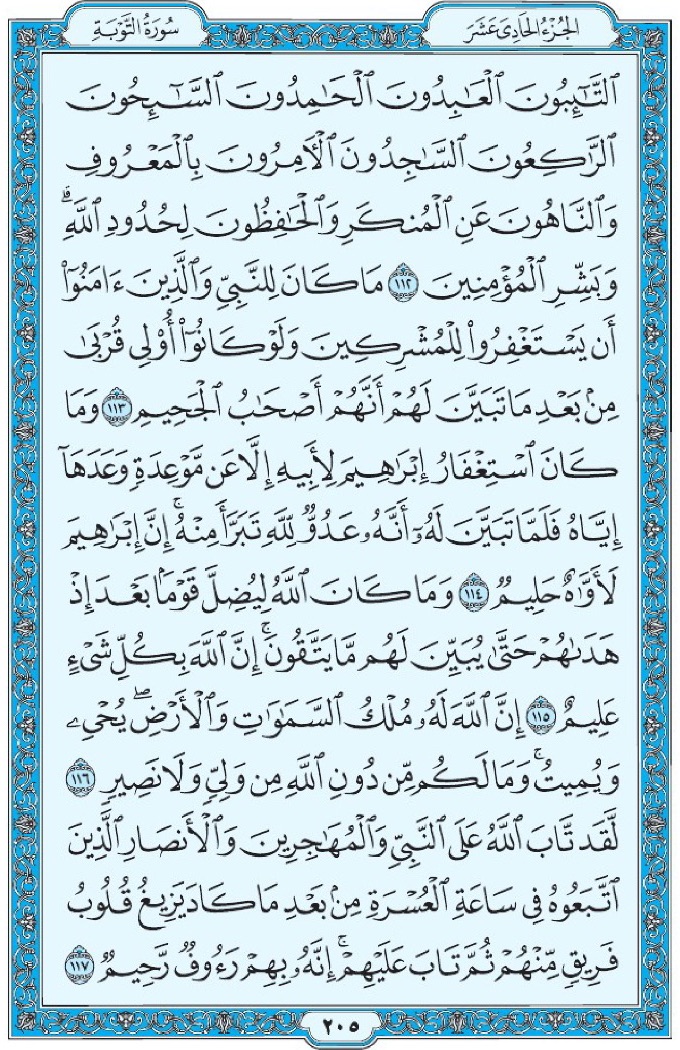 سُورَةُ التَّوْبَةِ
الجُزْءُ الحَادِيَ عَشَرَ
ٱلتَّـٰٓئِبُونَ ٱلْعَـٰبِدُونَ ٱلْحَـٰمِدُونَ ٱلسَّـٰٓئِحُونَ
ٱلرَّٰكِعُونَ ٱلسَّـٰجِدُونَ ٱلْـَٔامِرُونَ بِٱلْمَعْرُوفِ
وَٱلنَّاهُونَ عَنِ ٱلْمُنكَرِ وَٱلْحَـٰفِظُونَ لِحُدُودِ ٱللَّهِ ۗ
وَبَشِّرِ ٱلْمُؤْمِنِينَ ١١٢ مَا كَانَ لِلنَّبِىِّ وَٱلَّذِينَ ءَامَنُوٓا۟
أَن يَسْتَغْفِرُوا۟ لِلْمُشْرِكِينَ وَلَوْ كَانُوٓا۟ أُو۟لِى قُرْبَىٰ
مِنۢ بَعْدِ مَا تَبَيَّنَ لَهُمْ أَنَّهُمْ أَصْحَـٰبُ ٱلْجَحِيمِ ١١٣ وَمَا
كَانَ ٱسْتِغْفَارُ إِبْرَٰهِيمَ لِأَبِيهِ إِلَّا عَن مَّوْعِدَةٍ وَعَدَهَآ
إِيَّاهُ فَلَمَّا تَبَيَّنَ لَهُۥٓ أَنَّهُۥ عَدُوٌّ لِّلَّهِ تَبَرَّأَ مِنْهُ ۚ إِنَّ إِبْرَٰهِيمَ
لَأَوَّٰهٌ حَلِيمٌ ١١٤ وَمَا كَانَ ٱللَّهُ لِيُضِلَّ قَوْمًۢا بَعْدَ إِذْ
هَدَىٰهُمْ حَتَّىٰ يُبَيِّنَ لَهُم مَّا يَتَّقُونَ ۚ إِنَّ ٱللَّهَ بِكُلِّ شَىْءٍ
عَلِيمٌ ١١٥ إِنَّ ٱللَّهَ لَهُۥ مُلْكُ ٱلسَّمَـٰوَٰتِ وَٱلْأَرْضِ ۖ يُحْىِۦ
وَيُمِيتُ ۚ وَمَا لَكُم مِّن دُونِ ٱللَّهِ مِن وَلِىٍّ وَلَا نَصِيرٍ ١١٦
لَّقَد تَّابَ ٱللَّهُ عَلَى ٱلنَّبِىِّ وَٱلْمُهَـٰجِرِينَ وَٱلْأَنصَارِ ٱلَّذِينَ
ٱتَّبَعُوهُ فِى سَاعَةِ ٱلْعُسْرَةِ مِنۢ بَعْدِ مَا كَادَ يَزِيغُ قُلُوبُ
فَرِيقٍ مِّنْهُمْ ثُمَّ تَابَ عَلَيْهِمْ ۚ إِنَّهُۥ بِهِمْ رَءُوفٌ رَّحِيمٌ ١١٧
٢٠٥